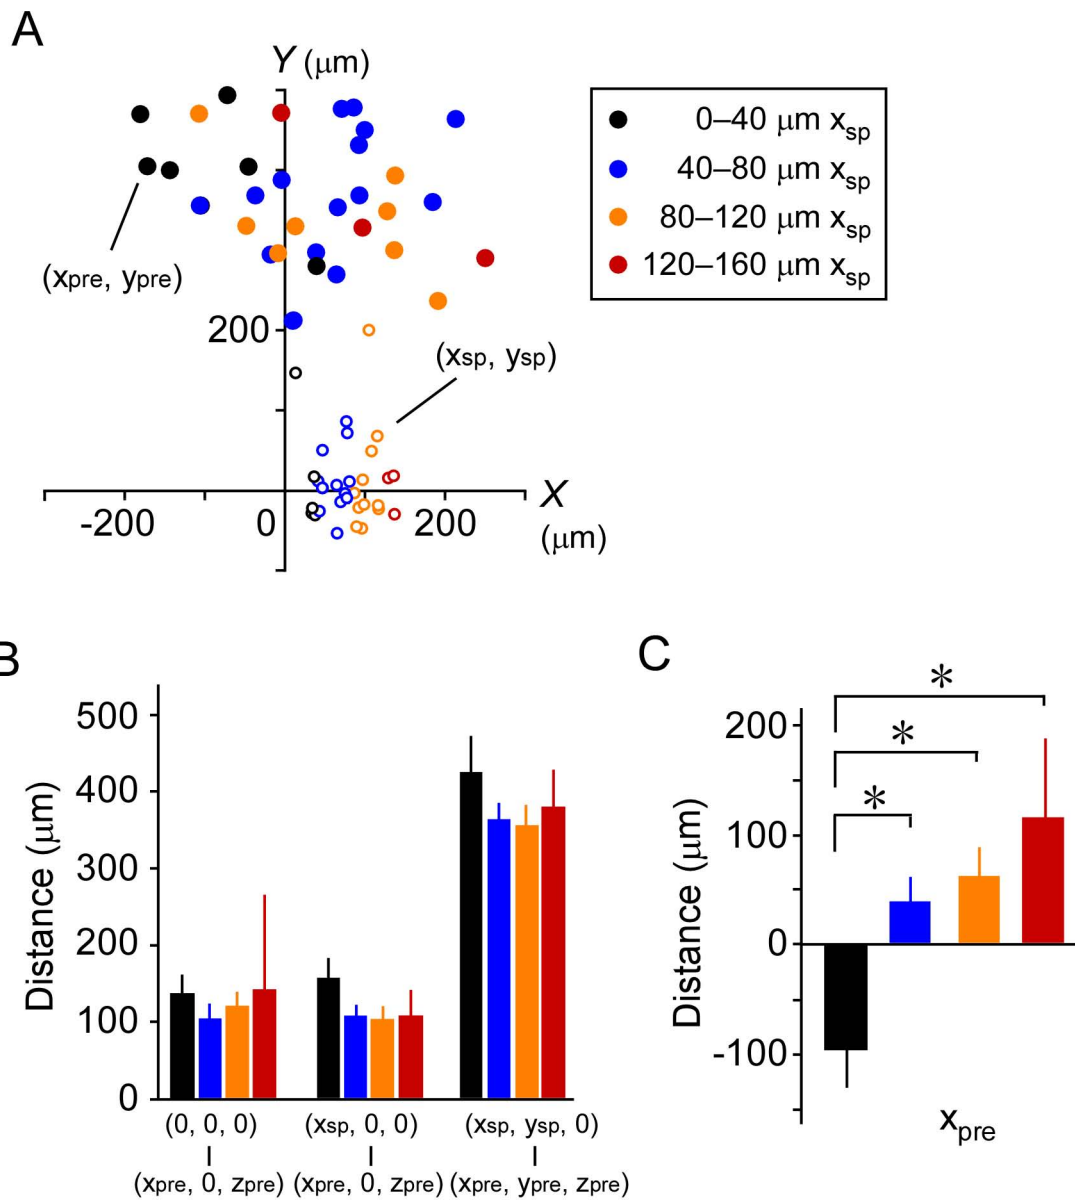 A
Y (μm)
0–40 μm xsp
40–80 μm xsp
80–120 μm xsp
120–160 μm xsp
(xpre, ypre)
200
(xsp, ysp)
X
-200
0
200
(μm)
B
C
Distance (μm)
500
400
300
200
100
0
(0, 0, 0)
(xsp, 0, 0)
(xsp, ysp, 0)
(xpre, 0, zpre)
(xpre, 0, zpre)
(xpre, ypre, zpre)
Distance (μm)
200
100
0
-100
*
*
*
xpre